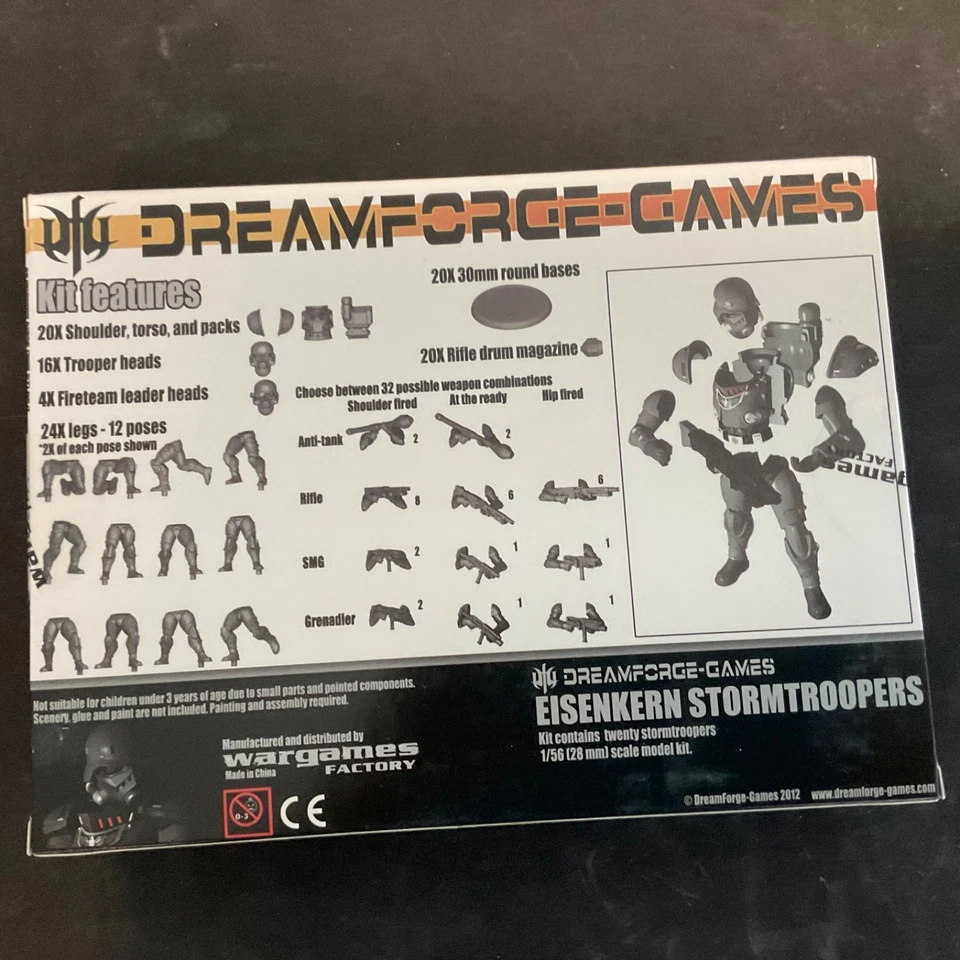 DREAMFORGE-GAMES
Kit features
20X Shoulder, torso, and packs
16X Trooper heads
4X Fireteam leader heads
24X legs - 12 poses
*2X of each pose shown
20X 30mm round bases
20X Rifle drum magazine
Choose between 32 possible weapon combinations
Shoulder fired At the ready Hip fired
Anti-tank 2 2
Rifle 8 6 6
SMG 2 1 1
Grenadier 2 1 1
games
FACTORY
Not suitable for children under 3 years of age due to small parts and pointed components.
Scenery, glue and paint are not included. Painting and assembly required.
Manufactured and distributed by
wargames
FACTORY
Made in China
0-3
CE
DREAMFORGE-GAMES
EISENKERN STORMTROOPERS
Kit contains twenty stormtroopers
1/56 (28 mm) scale model kit.
© DreamForge-Games 2012 www.dreamforge-games.com